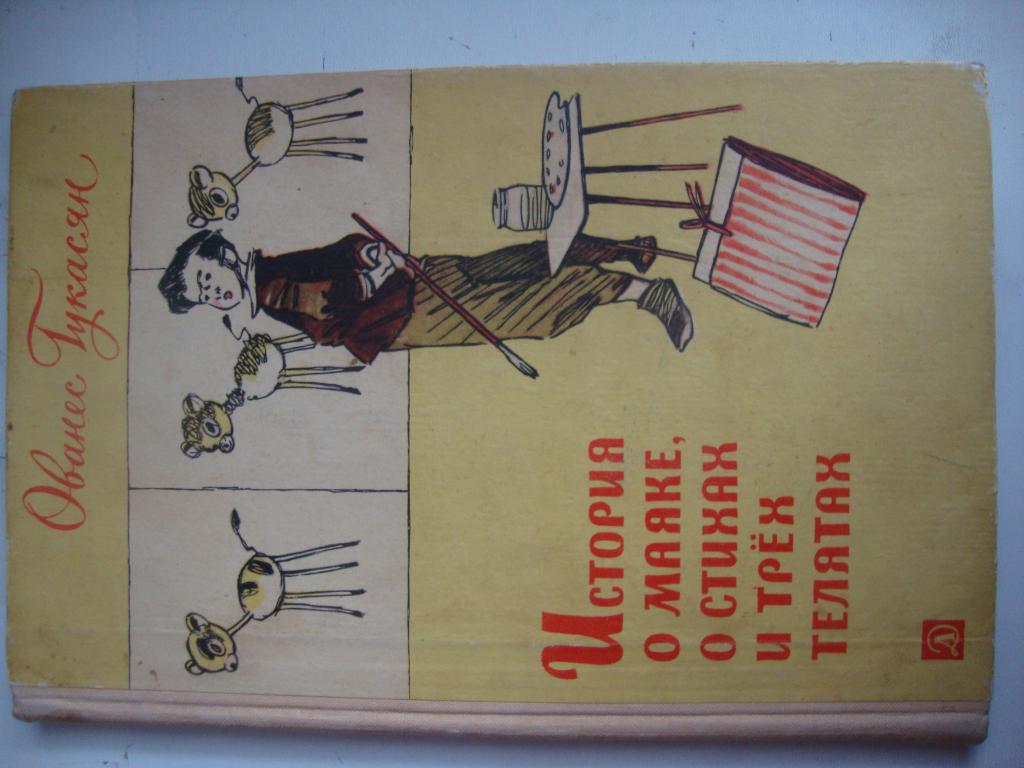 Ованес Гукасян
История
о маяке,
о стихах
и трёх
телятах